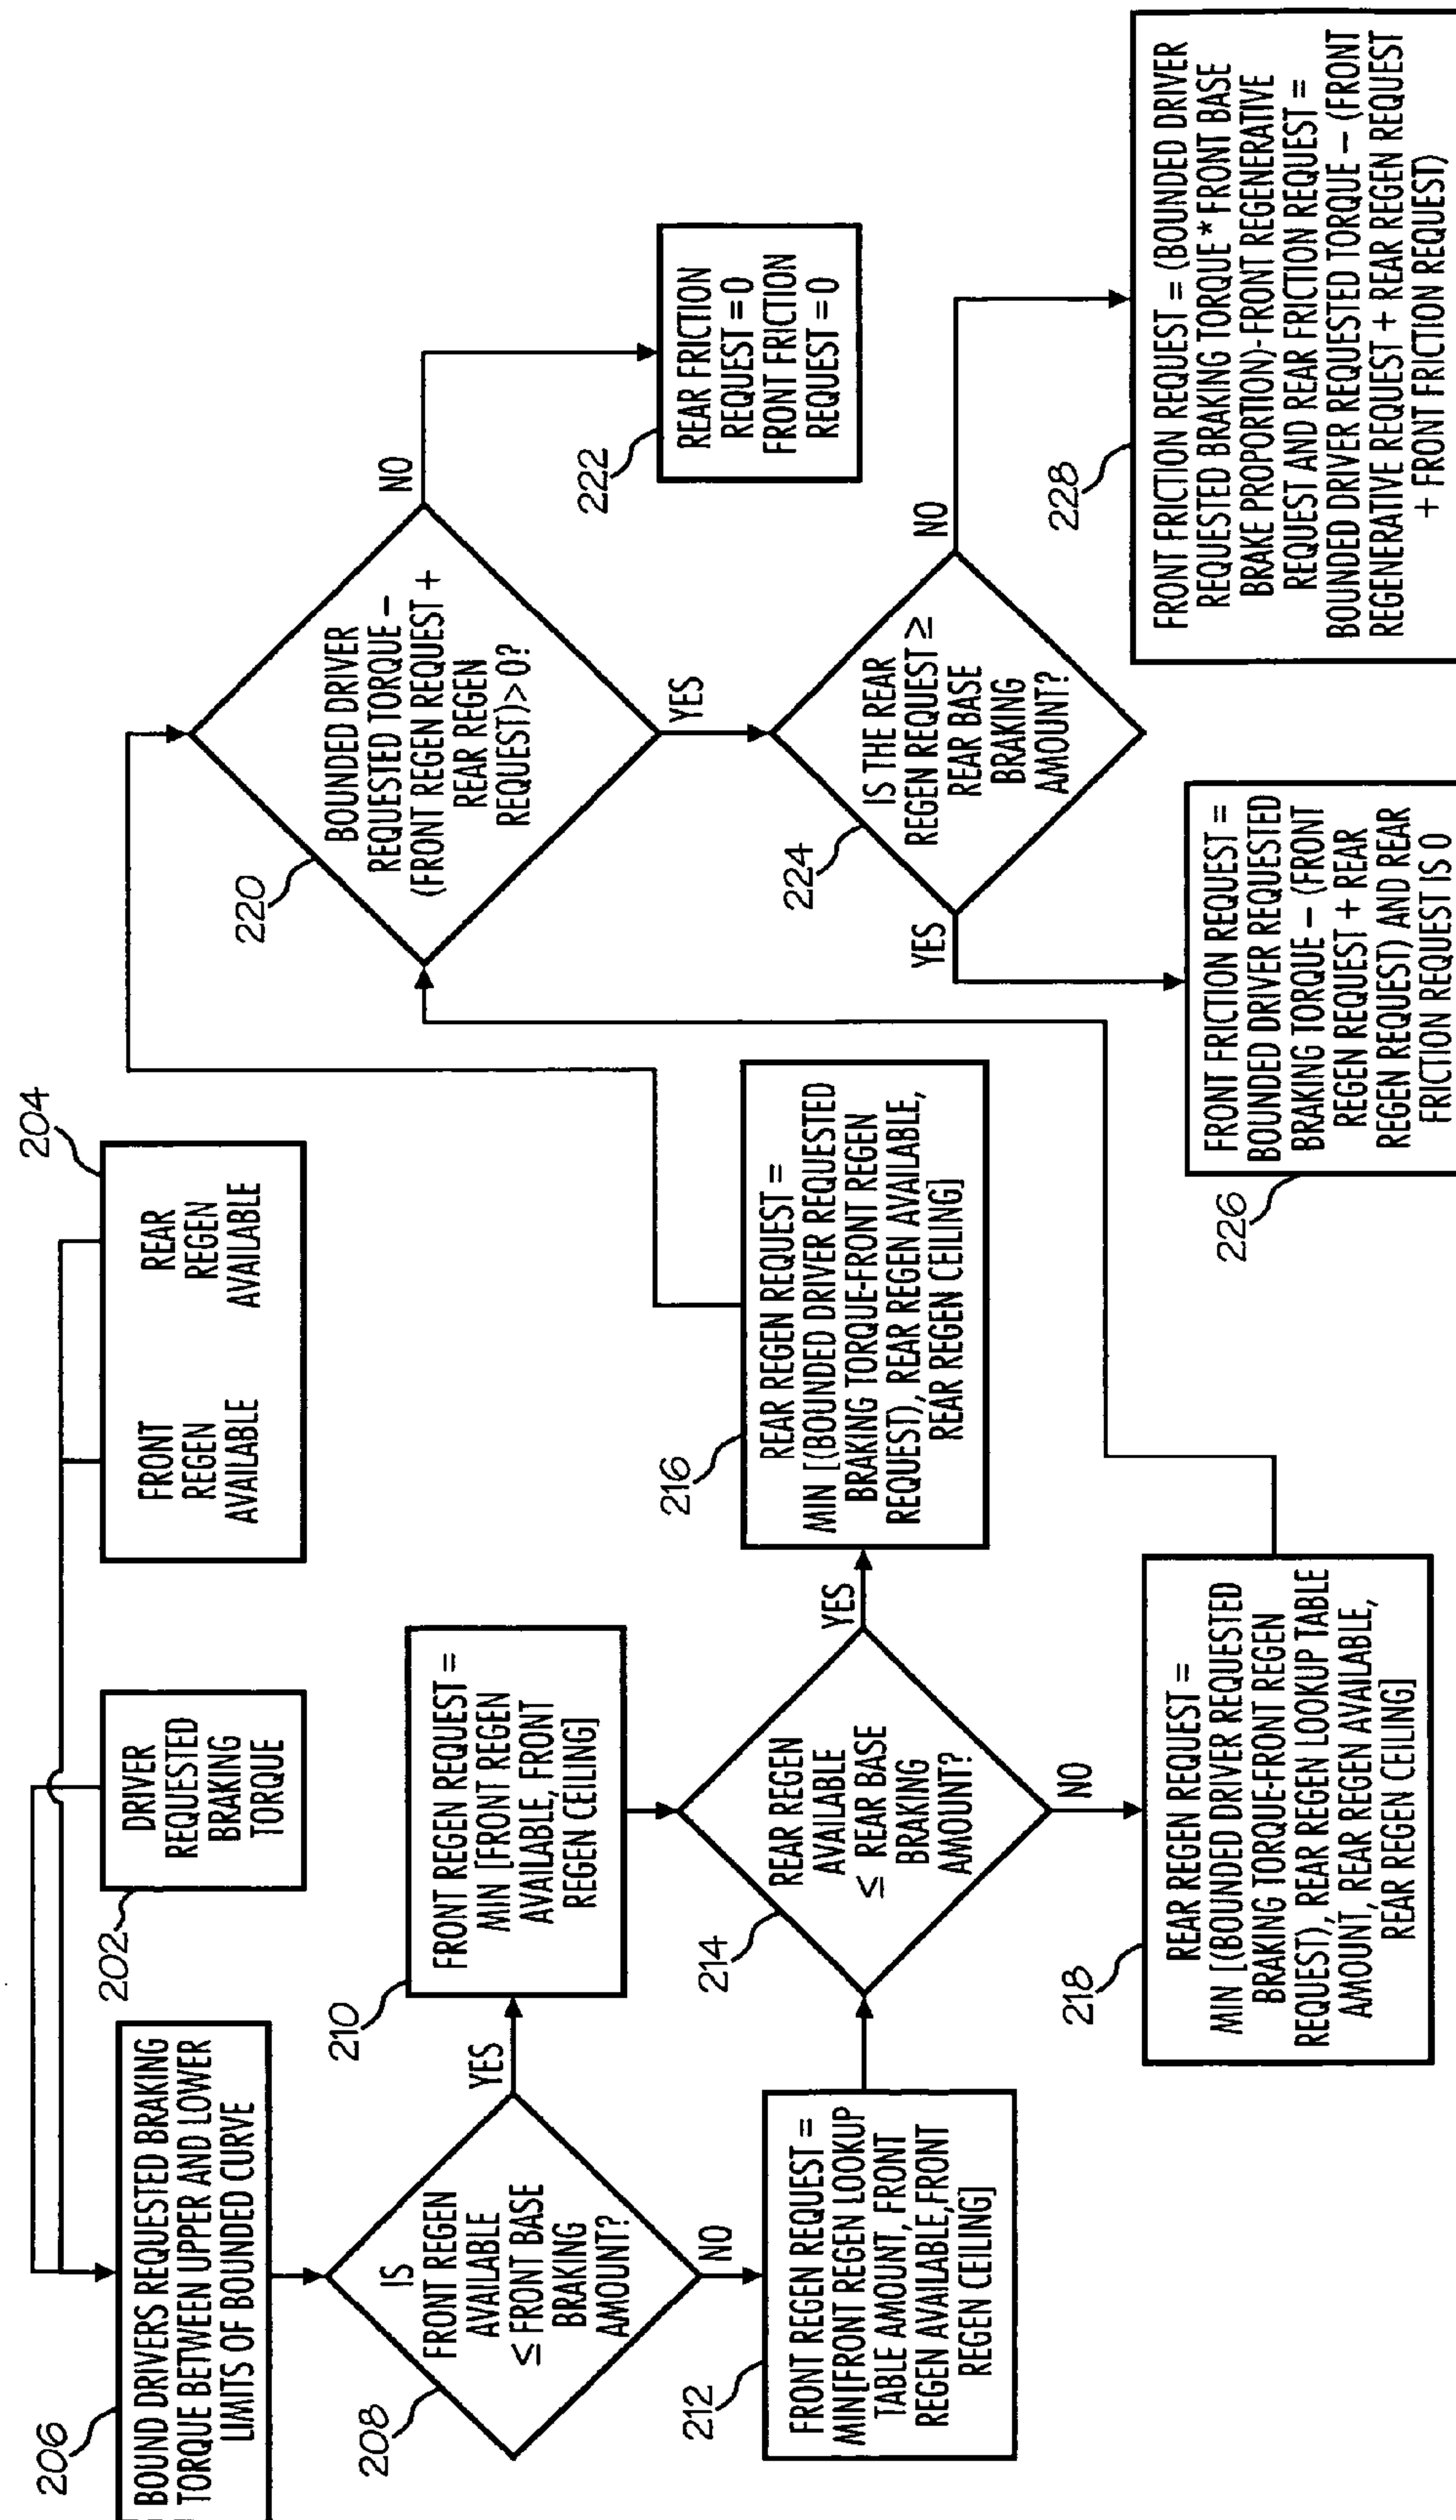 206
BOUND DRIVERS REQUESTED BRAKING
TORQUE BETWEEN UPPER AND LOWER
LIMITS OF BOUNDED CURVE
202
DRIVER
REQUESTED
BRAKING
TORQUE
204
FRONT
REGEN
AVAILABLE
REAR
REGEN
AVAILABLE
208
IS
FRONT REGEN
AVAILABLE
≤ FRONT BASE
BRAKING
AMOUNT?
YES
NO
210
FRONT REGEN REQUEST =
MIN [FRONT REGEN
AVAILABLE, FRONT
REGEN CEILING]
212
FRONT REGEN REQUEST =
MIN[FRONT REGEN LOOKUP
TABLE AMOUNT, FRONT
REGEN AVAILABLE,FRONT
REGEN CEILING]
214
REAR REGEN
AVAILABLE
≤ REAR BASE
BRAKING
AMOUNT?
YES
NO
216
REAR REGEN REQUEST =
MIN [(BOUNDED DRIVER REQUESTED
BRAKING TORQUE-FRONT REGEN
REQUEST), REAR REGEN AVAILABLE,
REAR REGEN CEILING]
218
REAR REGEN REQUEST =
MIN [(BOUNDED DRIVER REQUESTED
BRAKING TORQUE-FRONT REGEN
REQUEST), REAR REGEN LOOKUP TABLE
AMOUNT, REAR REGEN AVAILABLE,
REAR REGEN CEILING]
220
BOUNDED DRIVER
REQUESTED TORQUE –
(FRONT REGEN REQUEST +
REAR REGEN
REQUEST)>0?
NO
YES
222
REAR FRICTION
REQUEST = 0
FRONT FRICTION
REQUEST = 0
224
IS THE REAR
REGEN REQUEST ≥
REAR BASE
BRAKING
AMOUNT?
YES
NO
226
FRONT FRICTION REQUEST =
BOUNDED DRIVER REQUESTED
BRAKING TORQUE – (FRONT
REGEN REQUEST + REAR
REGEN REQUEST) AND REAR
FRICTION REQUEST IS 0
228
FRONT FRICTION REQUEST = (BOUNDED DRIVER
REQUESTED BRAKING TORQUE * FRONT BASE
BRAKE PROPORTION)-FRONT REGENERATIVE
REQUEST AND REAR FRICTION REQUEST =
BOUNDED DRIVER REQUESTED TORQUE – (FRONT
REGENERATIVE REQUEST + REAR REGEN REQUEST
+ FRONT FRICTION REQUEST)